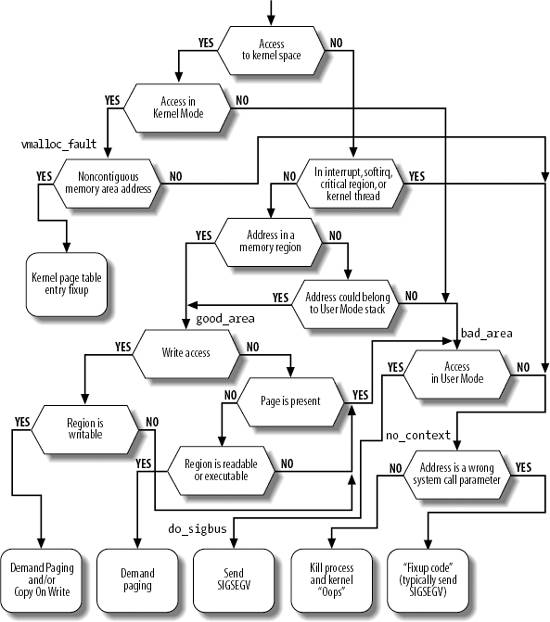 Access
to kernel space
YES
NO
Access in
Kernel Mode
YES
NO
vmalloc_fault
Noncontiguous
memory area address
YES
NO
In interrupt, softirq,
critical region, or
kernel thread
NO
YES
Kernel page table
entry fixup
Address in a
memory region
YES
NO
Address could belong
to User Mode stack
YES
NO
good_area
bad_area
Write access
YES
NO
Access
in User Mode
YES
NO
Page is present
NO
YES
no_context
Region is
writable
YES
NO
Region is readable
or executable
YES
NO
Address is a wrong
system call parameter
NO
YES
do_sigbus
Demand Paging
and/or
Copy On Write
Demand
paging
Send
SIGSEGV
Kill process
and kernel
“Oops”
“Fixup code”
(typically send
SIGSEGV)